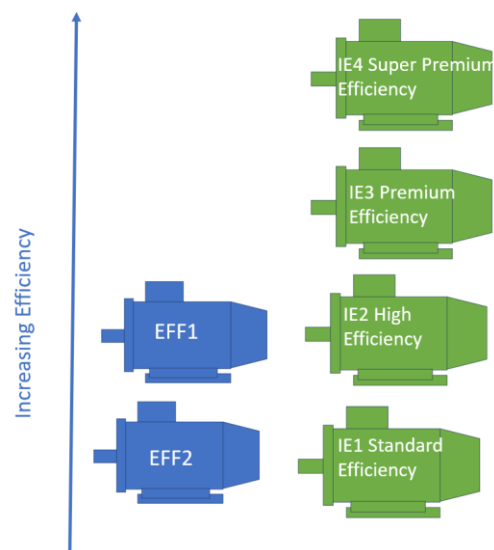 IE4 Super Premium
Efficiency
IE3 Premium
Efficiency
Increasing Efficiency
EFF1
IE2 High
Efficiency
EFF2
IE1 Standard
Efficiency